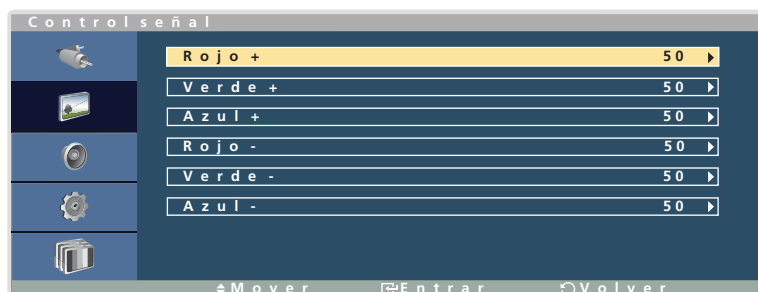 Control señal
Rojo + 50
Verde + 50
Azul + 50
Rojo - 50
Verde - 50
Azul - 50
Mover Entrar Volver